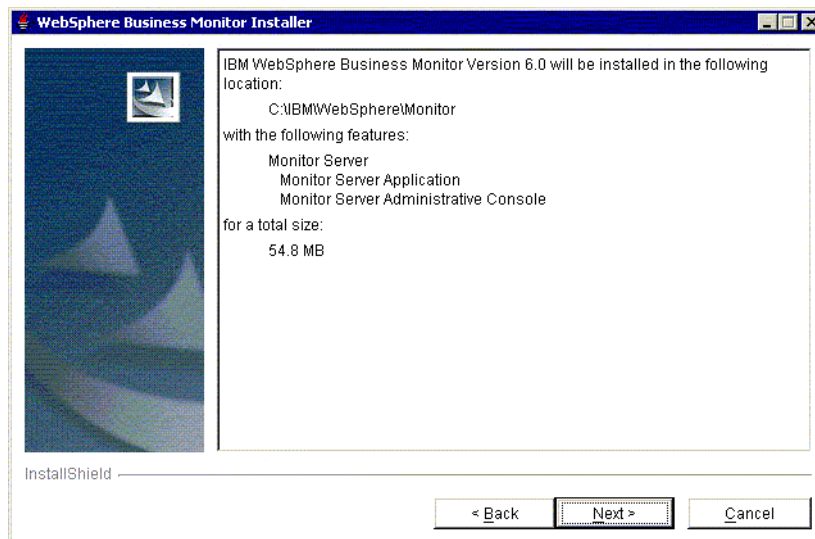 WebSphere Business Monitor Installer
IBM WebSphere Business Monitor Version 6.0 will be installed in the following
location:
C:\IBM\WebSphere\Monitor
with the following features:
Monitor Server
Monitor Server Application
Monitor Server Administrative Console
for a total size:
54.8 MB
InstallShield
< Back
Next >
Cancel